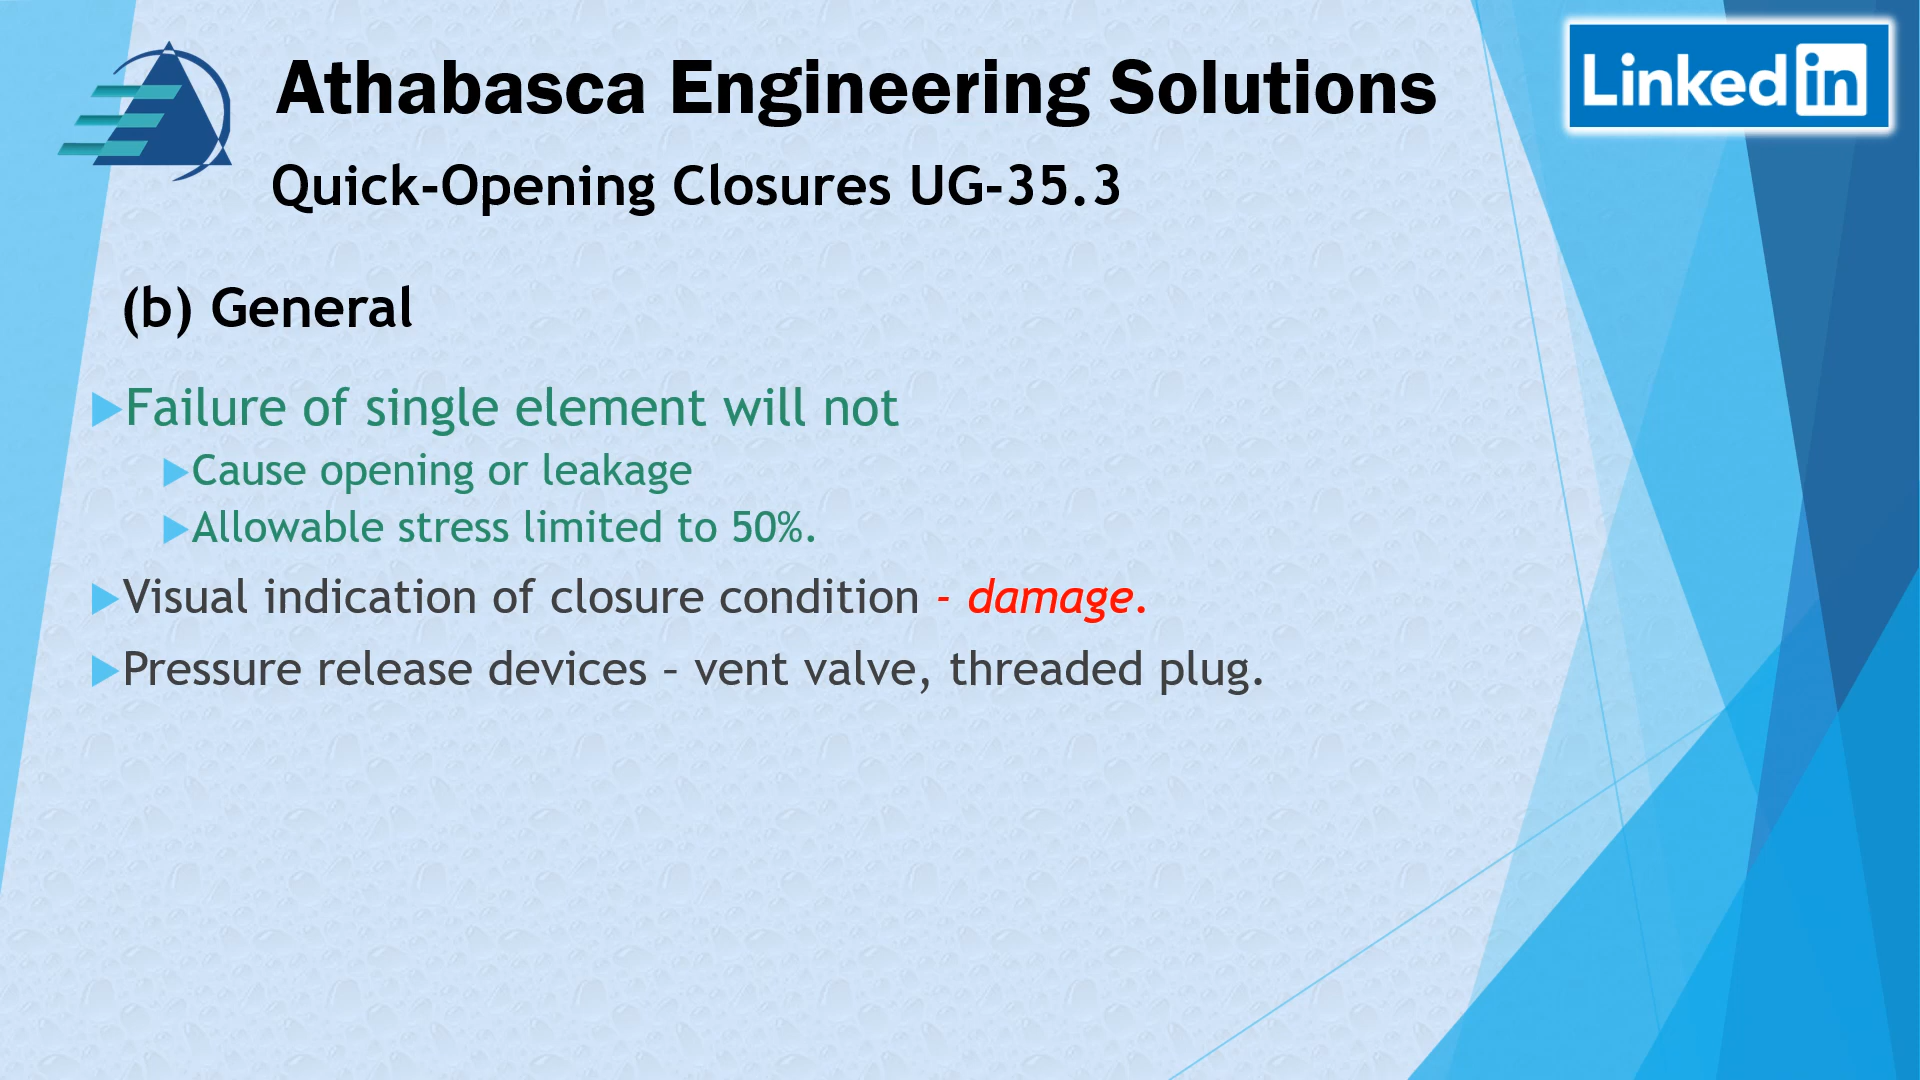 Athabasca Engineering Solutions
Linked in
Quick-Opening Closures UG-35.3
(b) General
Failure of single element will not
Cause opening or leakage
Allowable stress limited to 50%.
Visual indication of closure condition - damage.
Pressure release devices – vent valve, threaded plug.